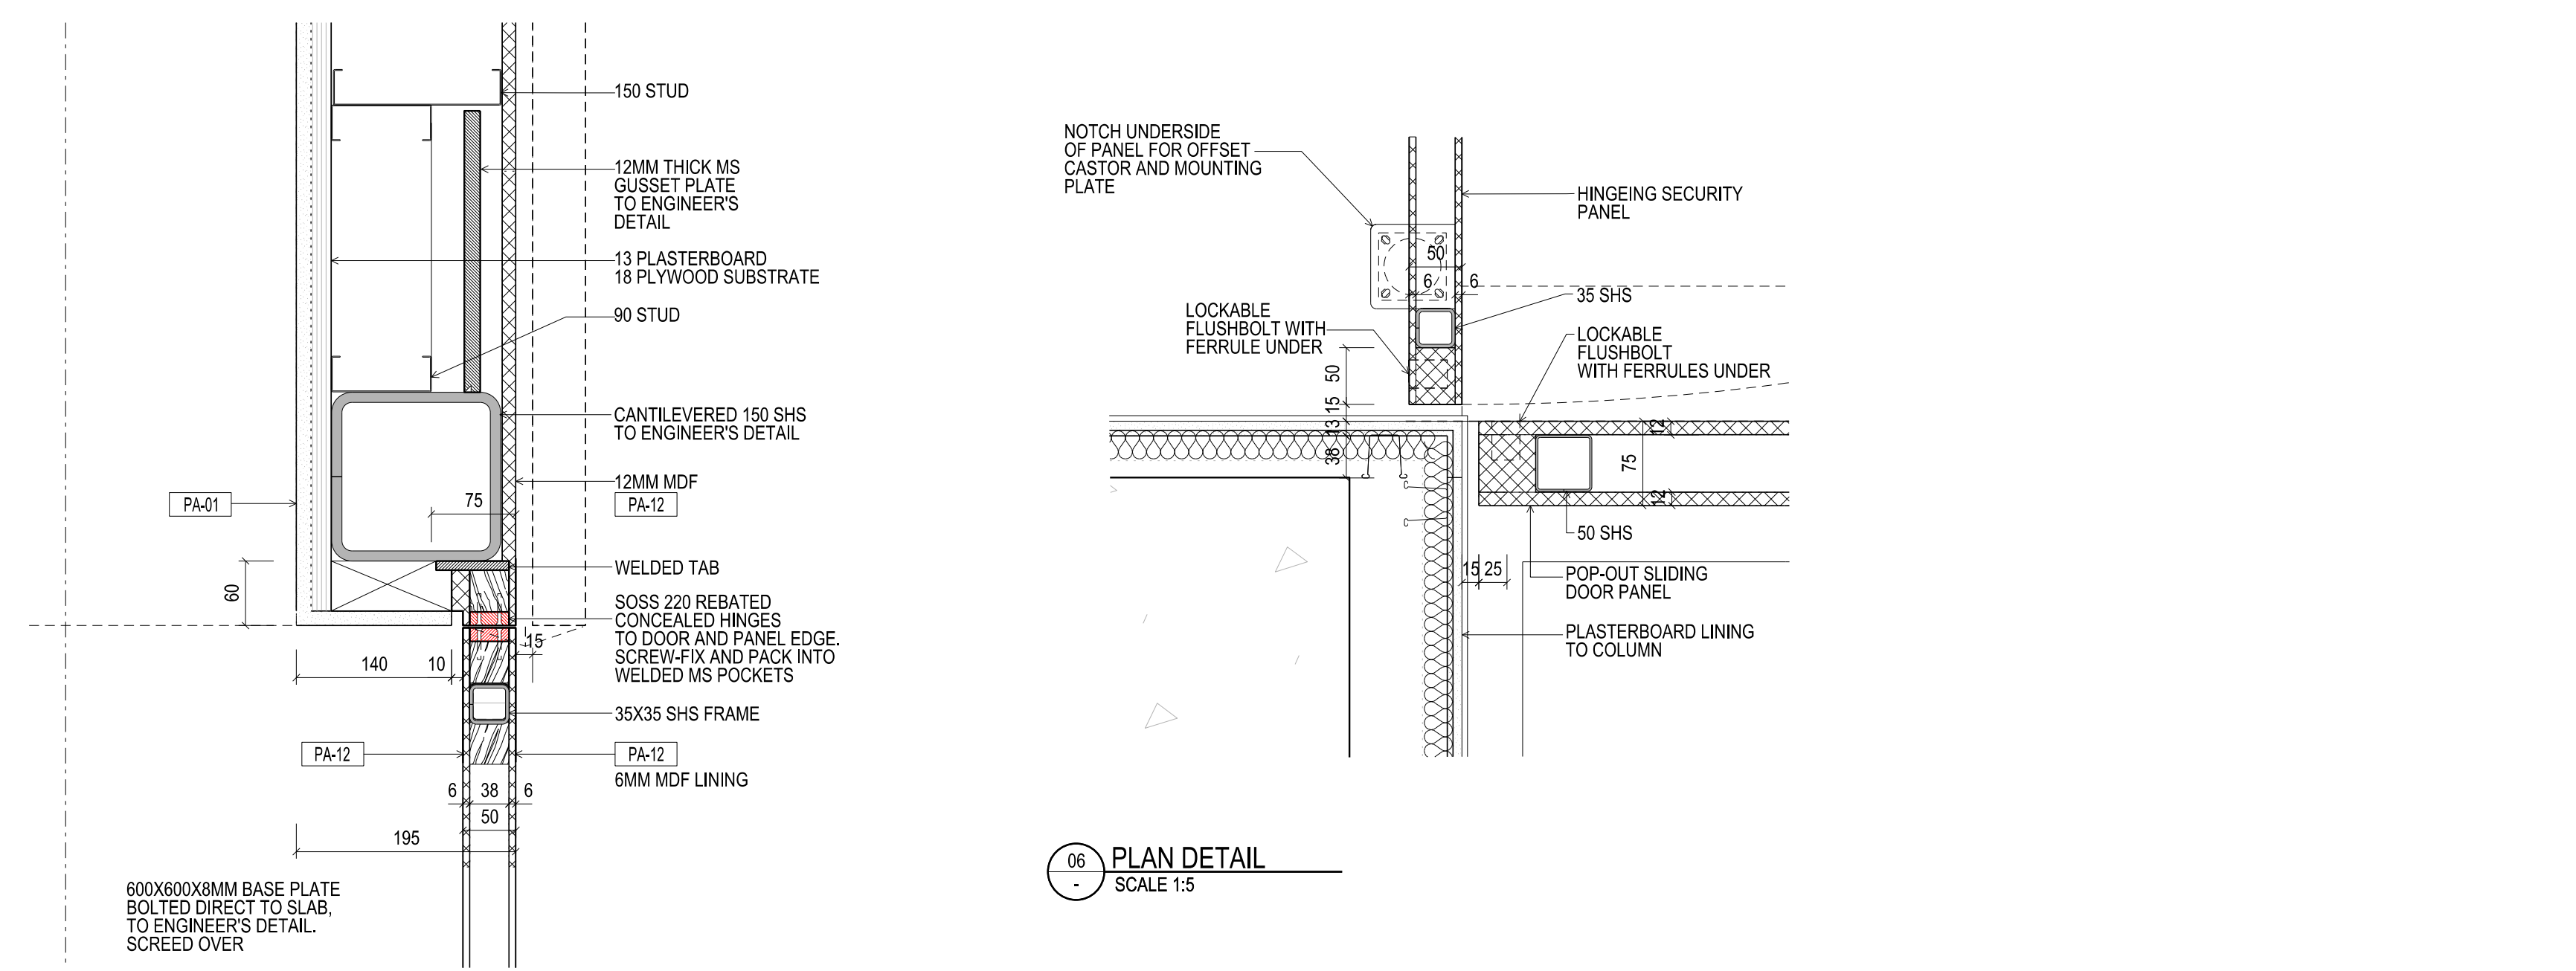 150 STUD
12MM THICK MS
GUSSET PLATE
TO ENGINEER'S
DETAIL
13 PLASTERBOARD
18 PLYWOOD SUBSTRATE
90 STUD
CANTILEVERED 150 SHS
TO ENGINEER'S DETAIL
12MM MDF
PA-12
PA-01
75
60
WELDED TAB
SOSS 220 REBATED
CONCEALED HINGES
TO DOOR AND PANEL EDGE.
SCREW-FIX AND PACK INTO
WELDED MS POCKETS
15
140
10
35X35 SHS FRAME
PA-12
PA-12
6MM MDF LINING
6
38
6
50
195
600X600X8MM BASE PLATE
BOLTED DIRECT TO SLAB,
TO ENGINEER'S DETAIL.
SCREED OVER
NOTCH UNDERSIDE
OF PANEL FOR OFFSET
CASTOR AND MOUNTING
PLATE
HINGEING SECURITY
PANEL
50
6
6
35 SHS
LOCKABLE
FLUSHBOLT WITH
FERRULE UNDER
LOCKABLE
FLUSHBOLT
WITH FERRULES UNDER
50
15
13
38
12
75
12
50 SHS
15
25
POP-OUT SLIDING
DOOR PANEL
PLASTERBOARD LINING
TO COLUMN
06
-
PLAN DETAIL
SCALE 1:5